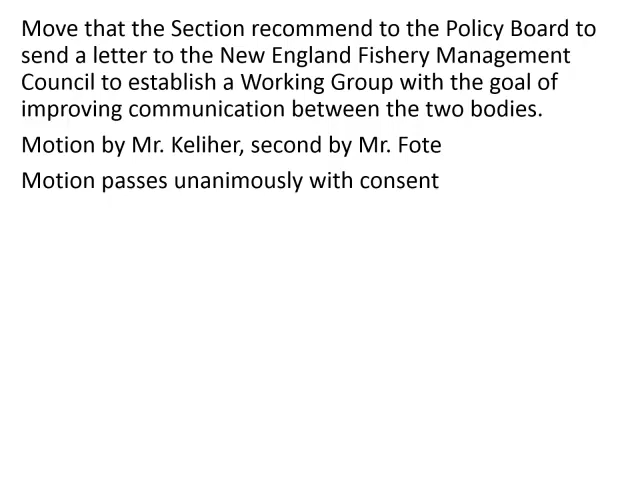 Move that the Section recommend to the Policy Board to
send a letter to the New England Fishery Management
Council to establish a Working Group with the goal of
improving communication between the two bodies.
Motion by Mr. Keliher, second by Mr. Fote
Motion passes unanimously with consent